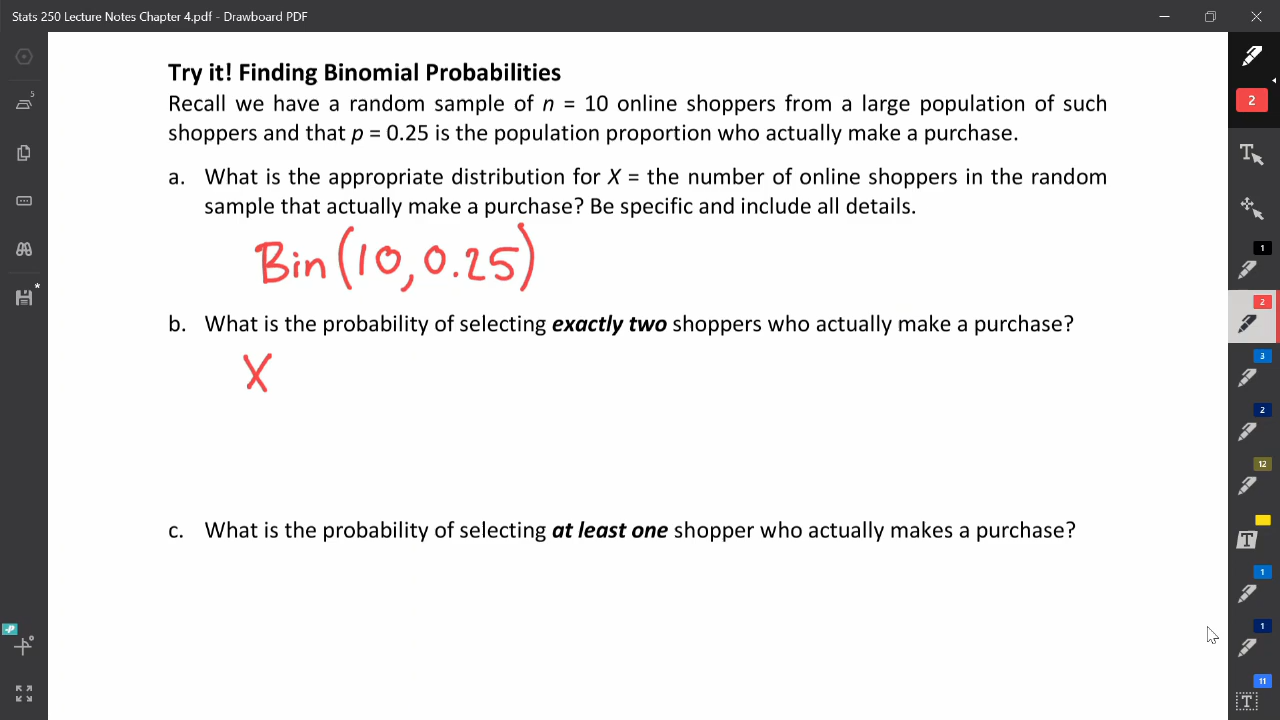 Stats 250 Lecture Notes Chapter 4.pdf - Drawboard PDF
Try it! Finding Binomial Probabilities
Recall we have a random sample of n = 10 online shoppers from a large population of such
shoppers and that p = 0.25 is the population proportion who actually make a purchase.
a. What is the appropriate distribution for X = the number of online shoppers in the random
sample that actually make a purchase? Be specific and include all details.
Bin(10,0.25)
b. What is the probability of selecting exactly two shoppers who actually make a purchase?
X
c. What is the probability of selecting at least one shopper who actually makes a purchase?
5
P
2
T
1
2
3
2
12
T
1
1
11
T